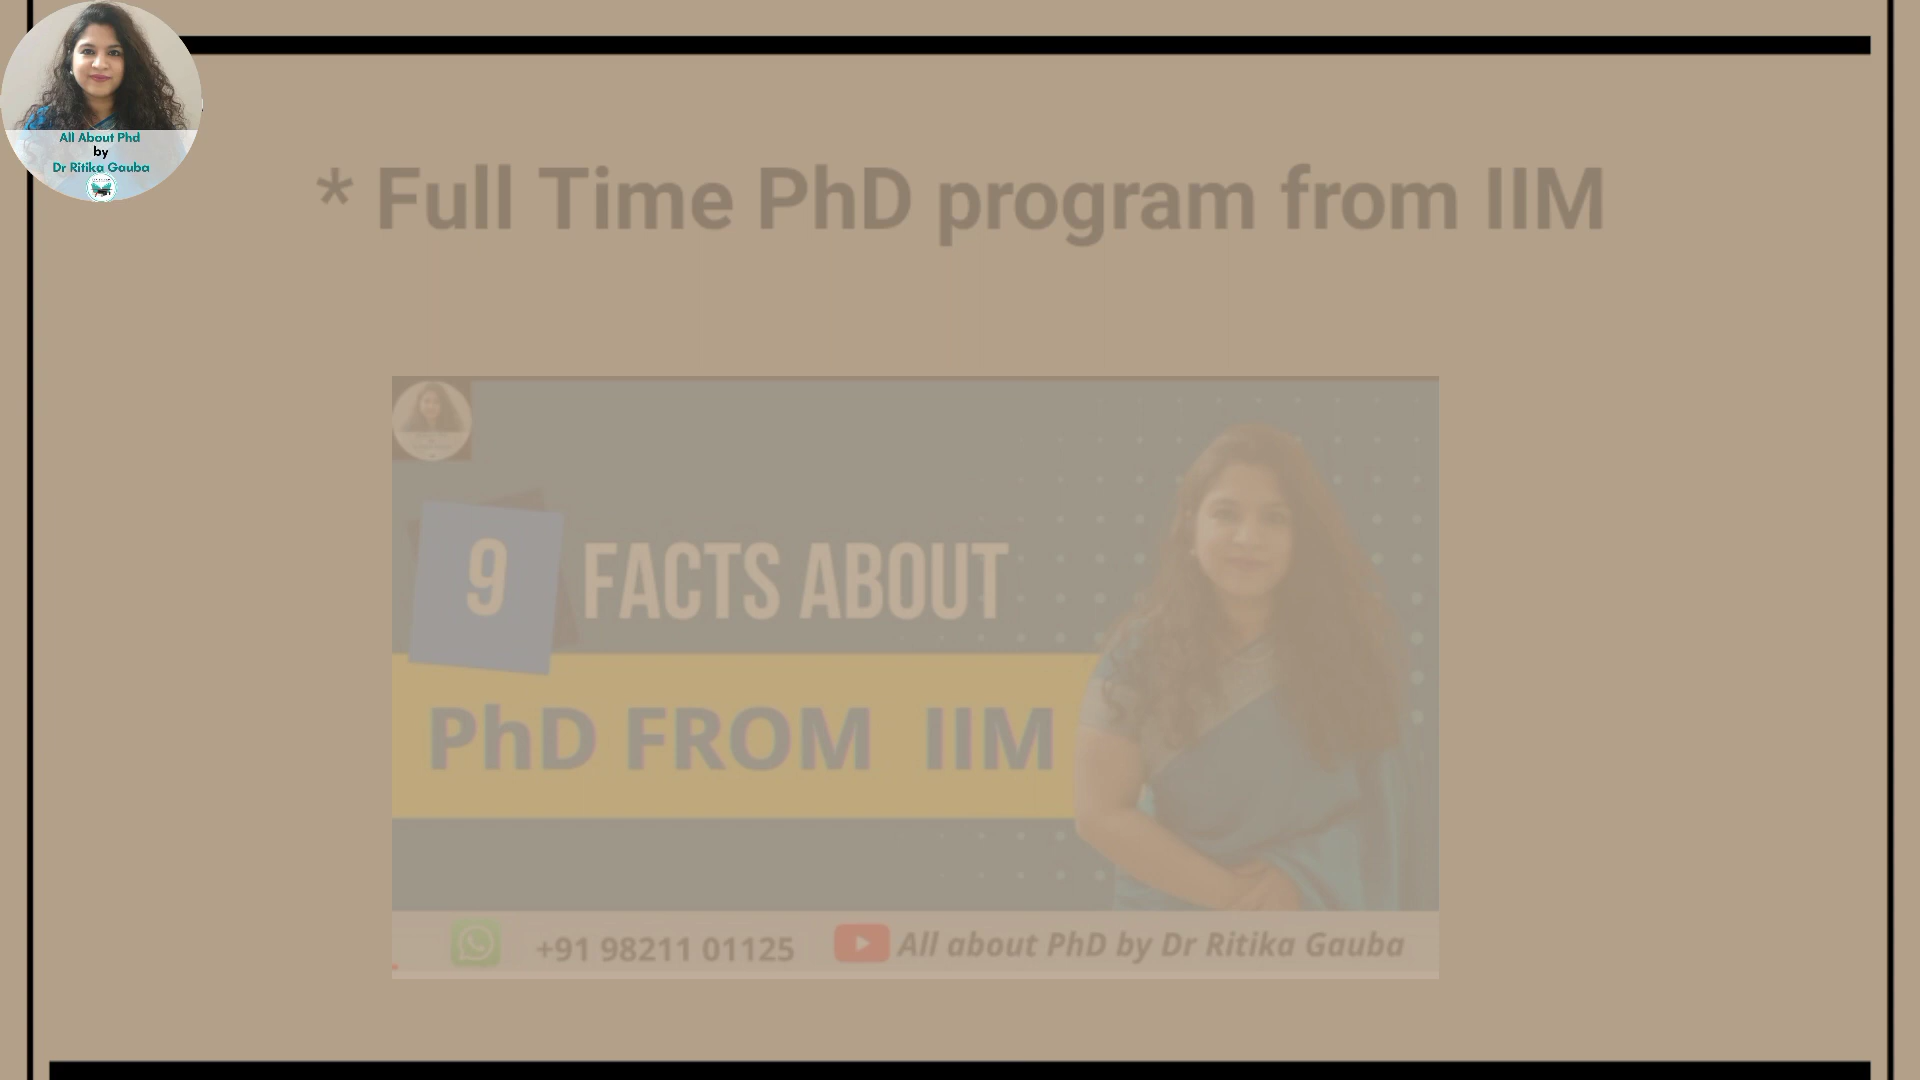 All About Phd
by
Dr Ritika Gauba
* Full Time PhD program from IIM
9 FACTS ABOUT
PhD FROM IIM
+91 98211 01125 All about PhD by Dr Ritika Gauba